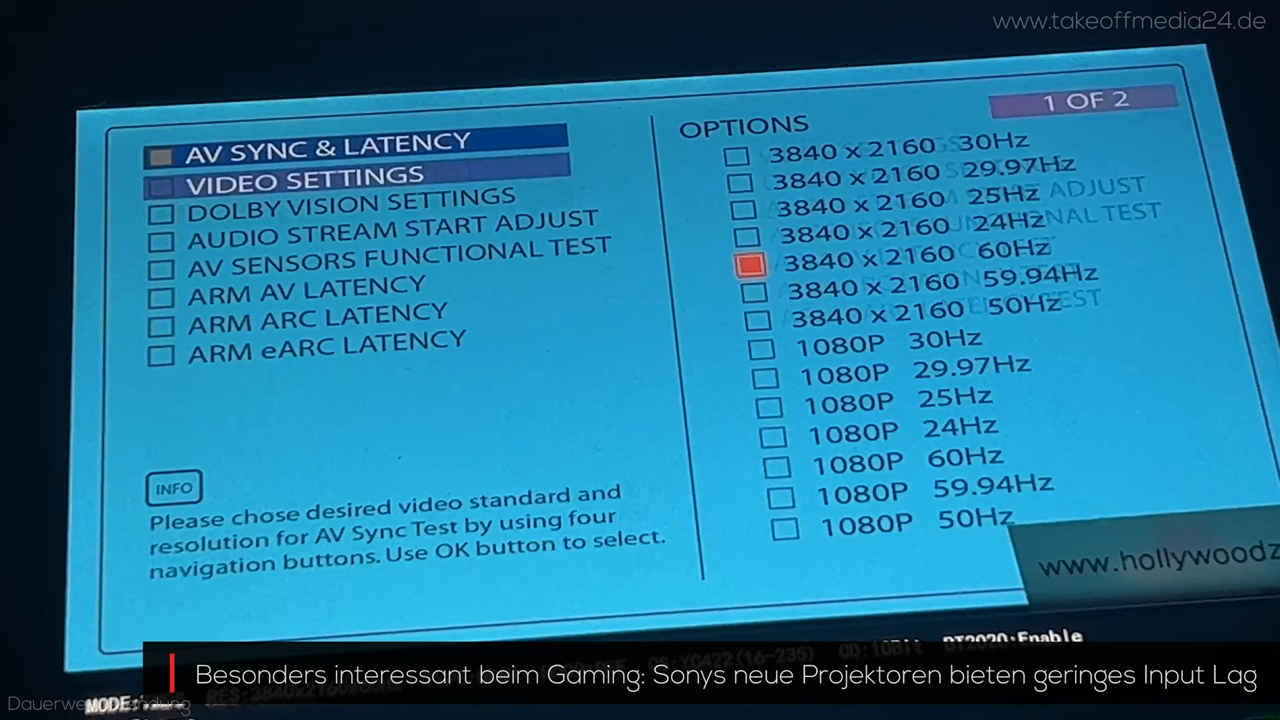 www.takeoffmedia24.de
1 OF 2
AV SYNC & LATENCY
VIDEO SETTINGS
DOLBY VISION SETTINGS
AUDIO STREAM START ADJUST
AV SENSORS FUNCTIONAL TEST
ARM AV LATENCY
ARM ARC LATENCY
ARM eARC LATENCY
INFO
Please chose desired video standard and
resolution for AV Sync Test by using four
navigation buttons. Use OK button to select.
OPTIONS
3840 x 2160 30Hz
3840 x 2160 29.97Hz
3840 x 2160 25Hz
3840 x 2160 24Hz
3840 x 2160 60Hz
3840 x 2160 59.94Hz
3840 x 2160 50Hz
1080P 30Hz
1080P 29.97Hz
1080P 25Hz
1080P 24Hz
1080P 60Hz
1080P 59.94Hz
1080P 50Hz
www.hollywoodz
BT2020:Enable
Besonders interessant beim Gaming: Sonys neue Projektoren bieten geringes Input Lag
MODE: